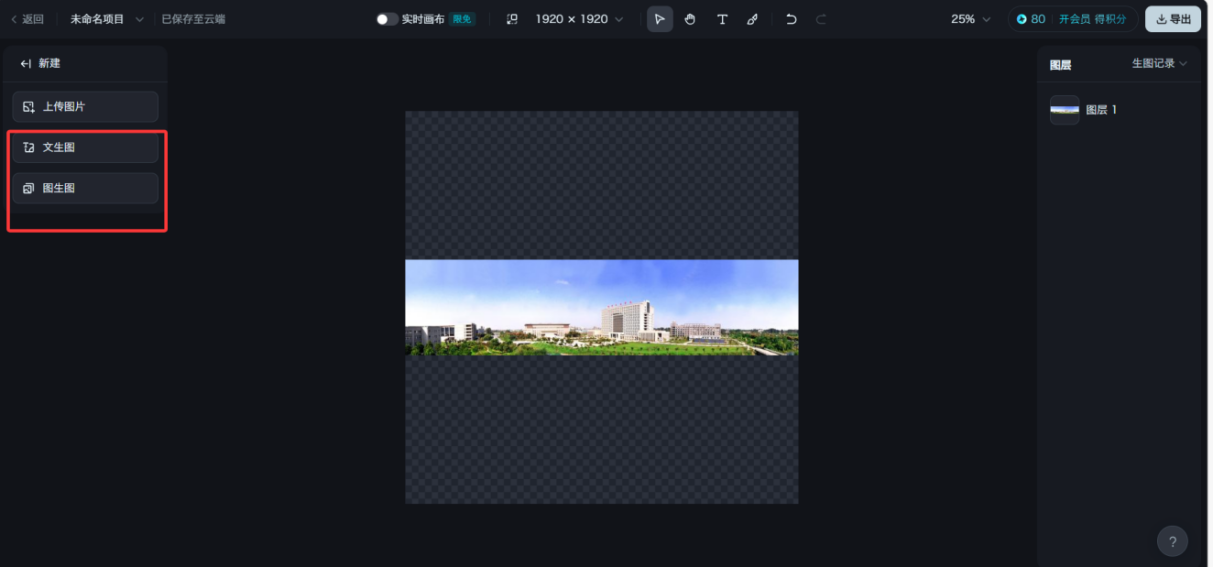 返回 未命名项目 已保存至云端 实时画布 限免 1920 × 1920 T 25% 80 开会员 得积分 导出
新建
上传图片
文生图
图生图
图层 生图记录
图层 1
?